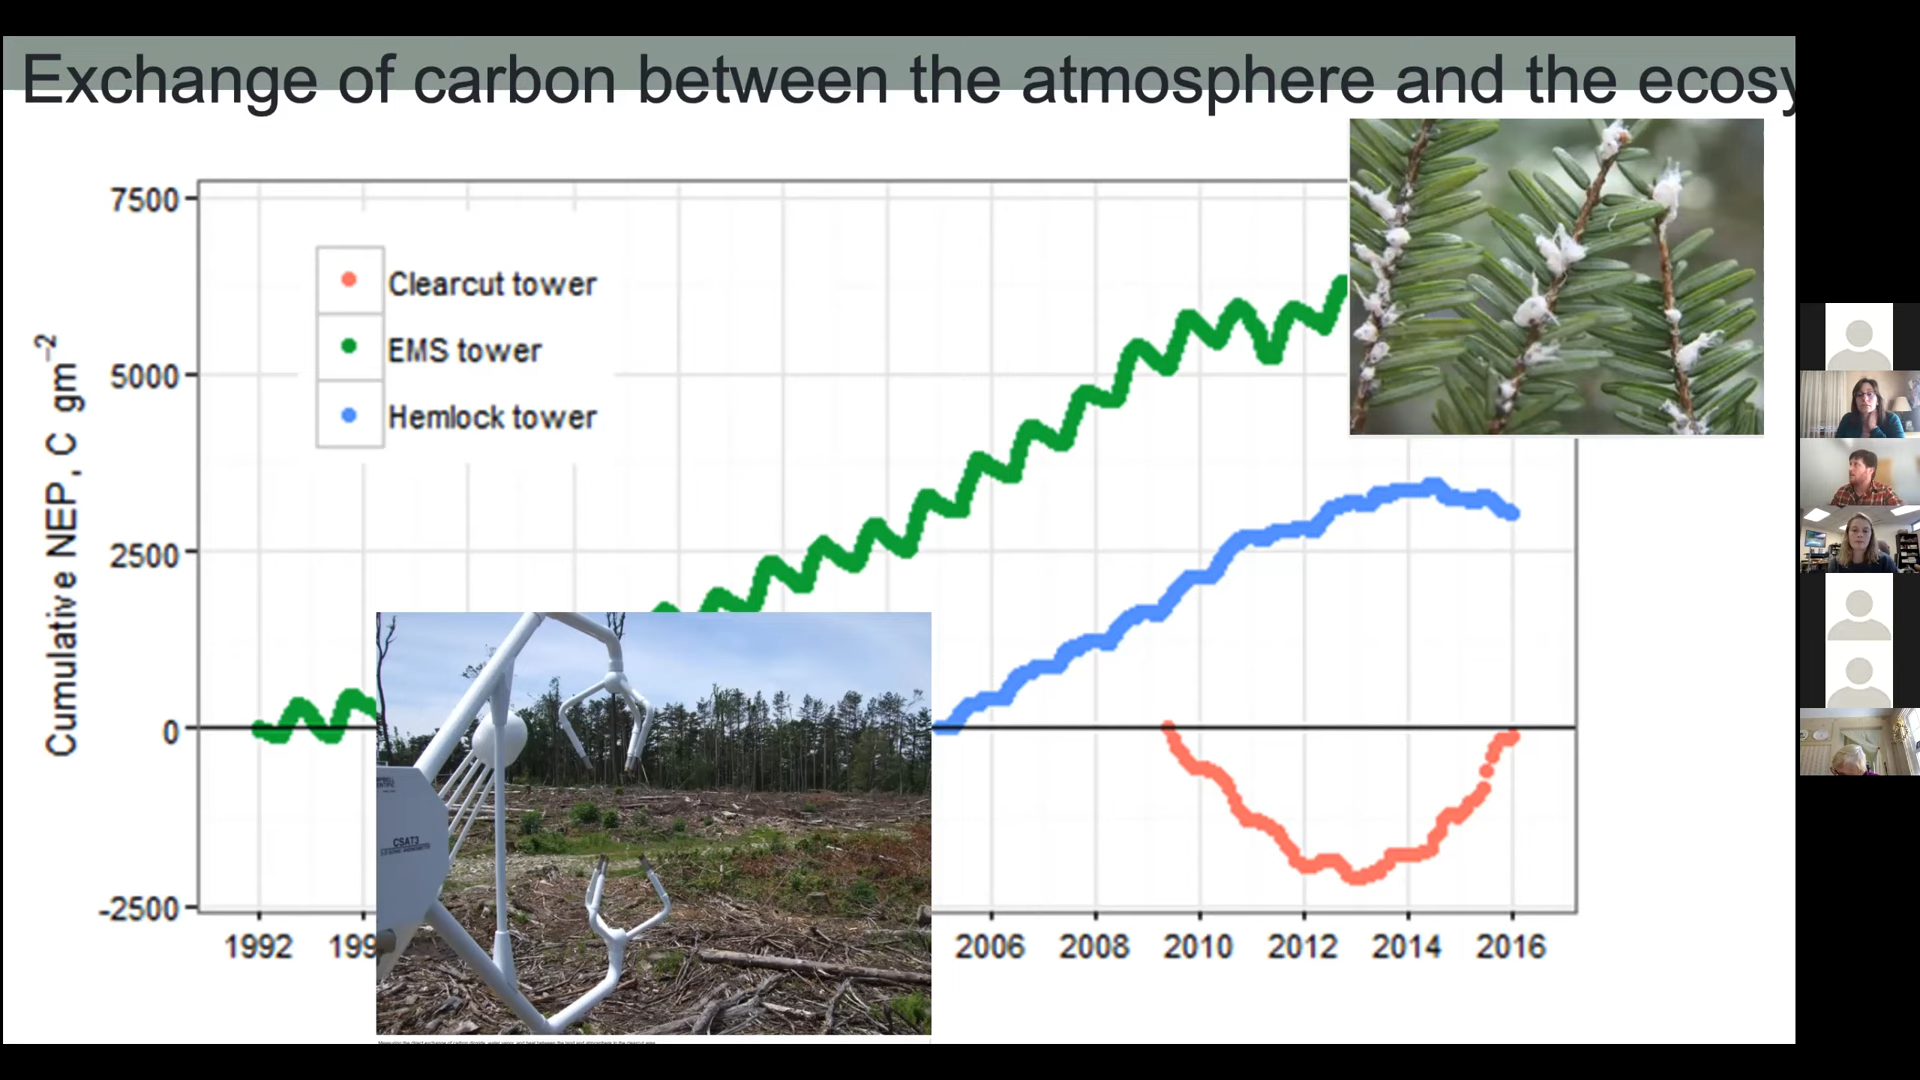 Exchange of carbon between the atmosphere and the ecosy
7500
5000
2500
0
-2500
Cumulative NEP, C gm⁻²
Clearcut tower
EMS tower
Hemlock tower
CSAT3
1992
199
2006
2008
2010
2012
2014
2016